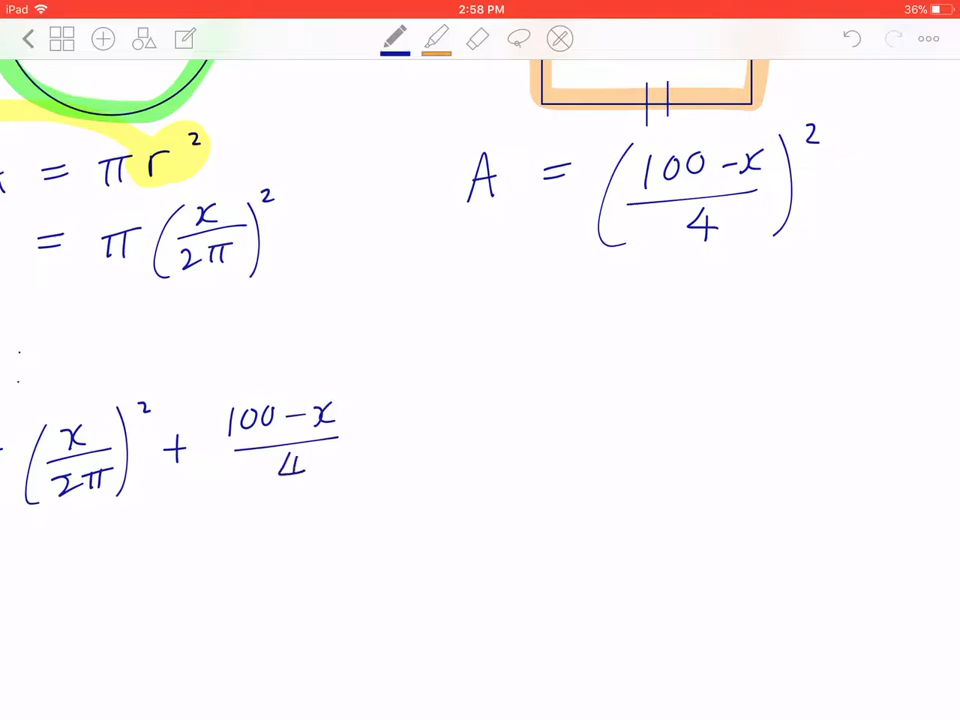 iPad 2:58 PM 36%
= πr²
A = ((100 - x)/4)²
= π(x/2π)²
(x/2π)² + (100 - x)/4